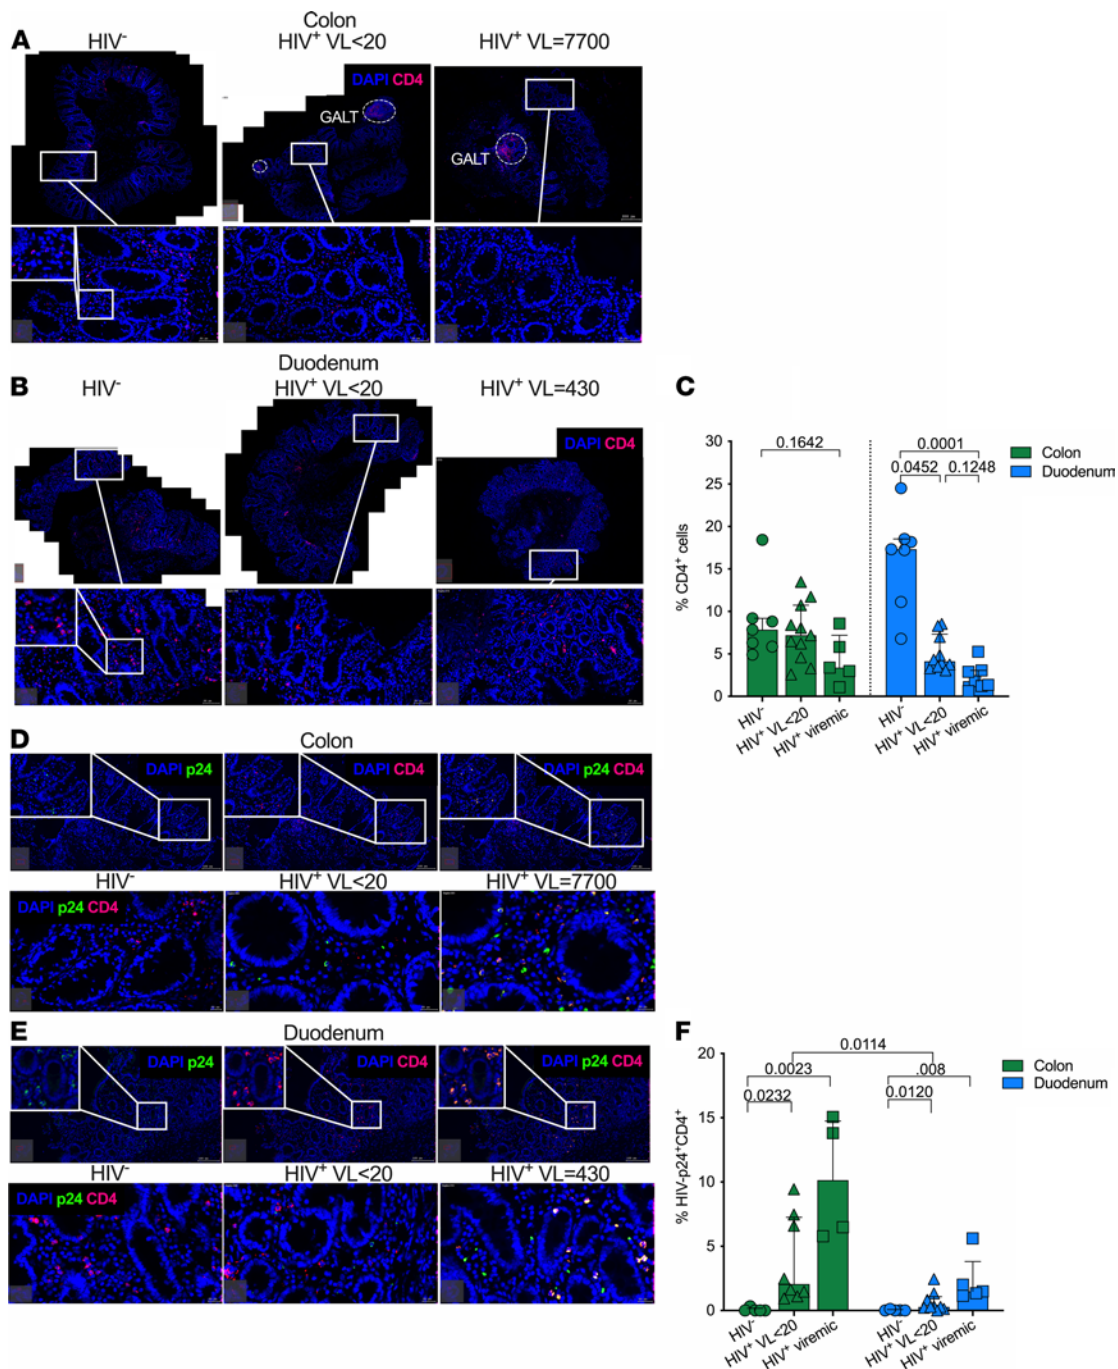 A
Colon
HIV- HIV+ VL<20 HIV+ VL=7700
DAPI CD4
GALT
GALT
B
Duodenum
HIV- HIV+ VL<20 HIV+ VL=430
DAPI CD4
C
30
25
20
15
10
5
0
% CD4+ cells
0.1642
0.0001
0.0452 0.1248
Colon
Duodenum
HIV- HIV+ VL<20 HIV+ viremic HIV- HIV+ VL<20 HIV+ viremic
D
Colon
DAPI p24 DAPI CD4 DAPI p24 CD4
HIV- HIV+ VL<20 HIV+ VL=7700
DAPI p24 CD4
E
Duodenum
DAPI p24 DAPI CD4 DAPI p24 CD4
HIV- HIV+ VL<20 HIV+ VL=430
DAPI p24 CD4
F
20
15
10
5
0
% HIV-p24+CD4+
0.0114
0.0023 .008
0.0232 0.0120
Colon
Duodenum
HIV- HIV+ VL<20 HIV+ viremic HIV- HIV+ VL<20 HIV+ viremic